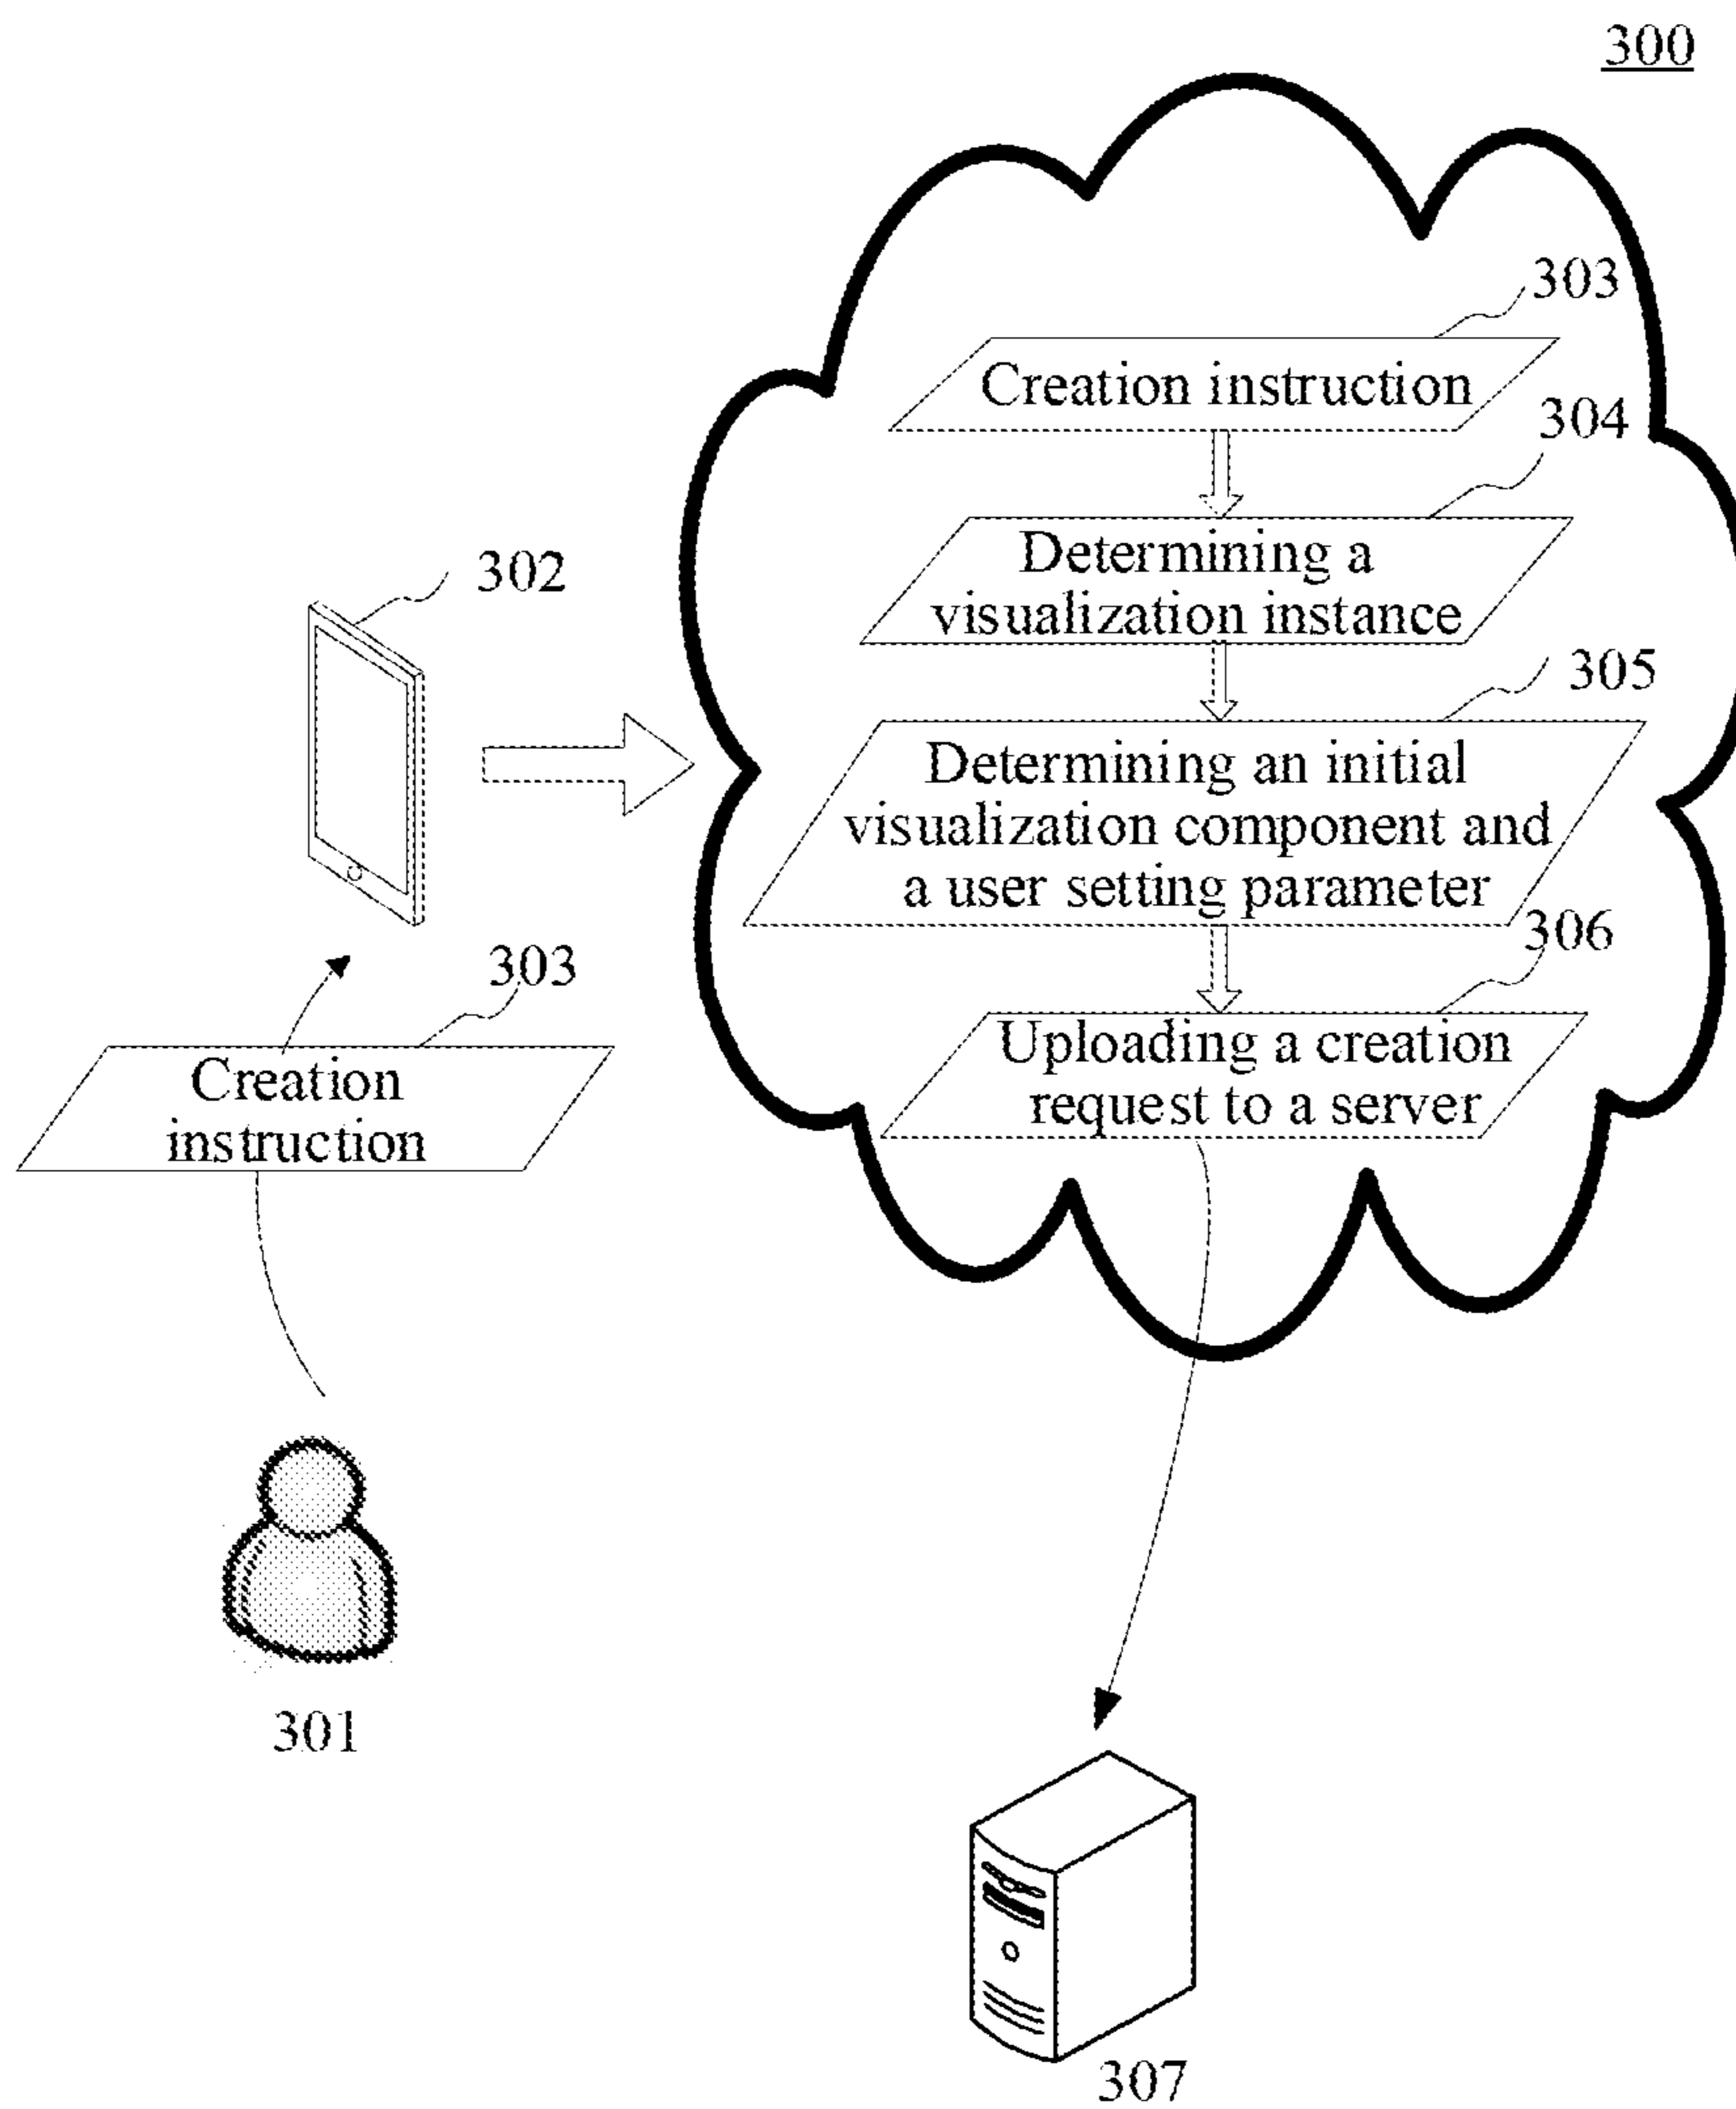 300
303
Creation instruction
304
Determining a
visualization instance
302
305
Determining an initial
visualization component and
a user setting parameter
306
303
Creation
instruction
Uploading a creation
request to a server
301
307